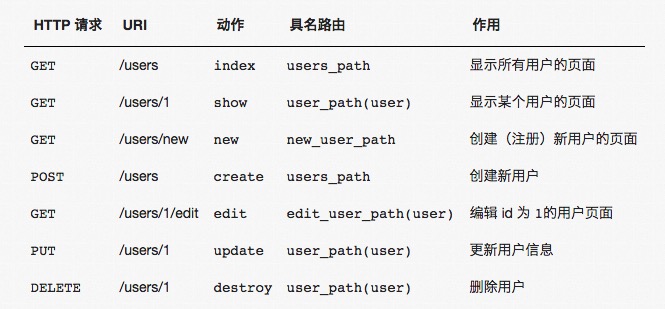 HTTP 请求 URI 动作 具名路由 作用
GET /users index users_path 显示所有用户的页面
GET /users/1 show user_path(user) 显示某个用户的页面
GET /users/new new new_user_path 创建（注册）新用户的页面
POST /users create users_path 创建新用户
GET /users/1/edit edit edit_user_path(user) 编辑 id 为 1的用户页面
PUT /users/1 update user_path(user) 更新用户信息
DELETE /users/1 destroy user_path(user) 删除用户